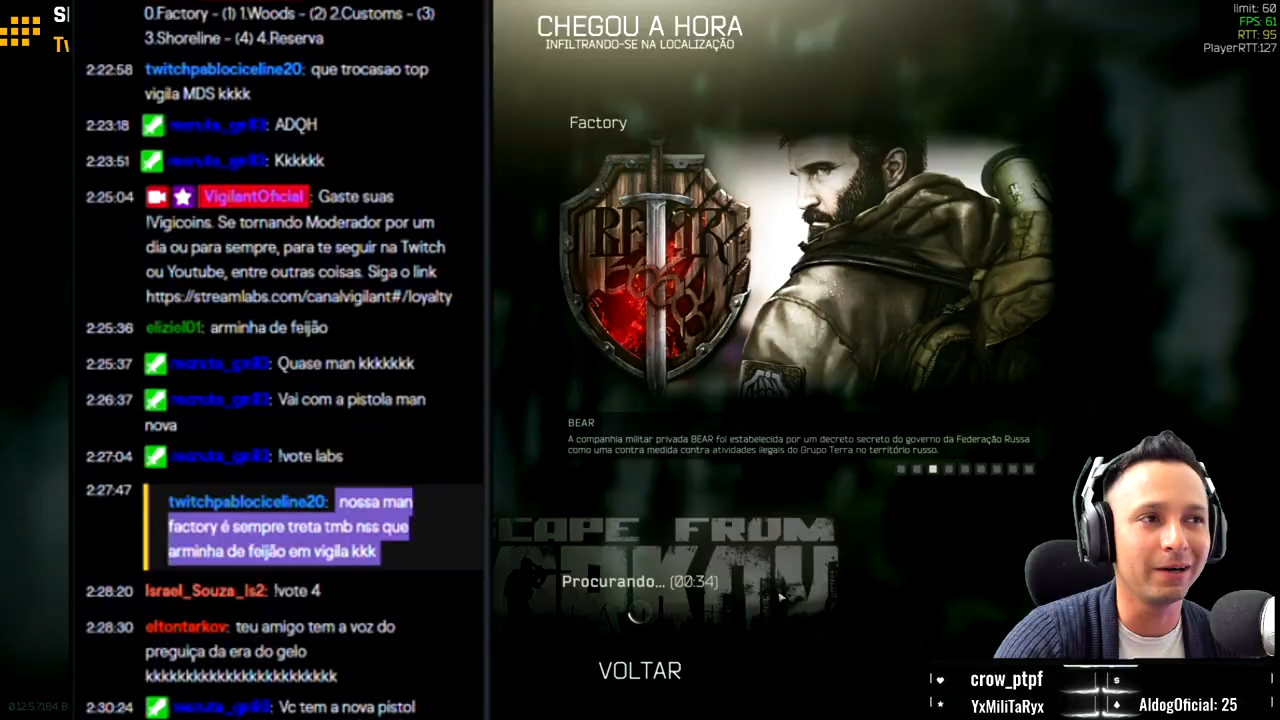 S
Tw
0.Factory - (1) 1.Woods - (2) 2.Customs - (3)
3.Shoreline - (4) 4.Reserva
2:22:58 twitchpablociceline20: que trocasao top
vigila MDS kkkk
2:23:18 : ADQH
2:23:51 : Kkkkkk
2:25:04 VigilantOfcial : Gaste suas
!Vigicoins. Se tornando Moderador por um
dia ou para sempre, para te seguir na Twitch
ou Youtube, entre outras coisas. Siga o link
https://streamlabs.com/canalvigilant#/loyalty
2:25:36 eliziel01: arminha de feijão
2:25:37 : Quase man kkkkkkk
2:26:37 : Vai com a pistola man
nova
2:27:04 : !vote labs
2:27:47 twitchpablociceline20: nossa man
factory é sempre treta tmb nss que
arminha de feijão em vigila kkk
2:28:20 Israel_Souza_Is2: !vote 4
2:28:30 eltontarkov: teu amigo tem a voz do
preguiça da era do gelo
kkkkkkkkkkkkkkkkkkkkkkkkkkk
2:30:24 : Vc tem a nova pistol
CHEGOU A HORA
INFILTRANDO-SE NA LOCALIZAÇÃO
limit: 60
FPS: 61
RTT: 95
PlayerRTT:127
Factory
BEAR
BEAR
A companhia militar privada BEAR foi estabelecida por um decreto secreto do governo da Federação Russa
como uma contra medida contra atividades ilegais do Grupo Terra no território russo.
CAPE FROM
Procurando... (00:34)
VOLTAR
crow_ptpf
YxMiliTaRyx
AldogOficial: 25